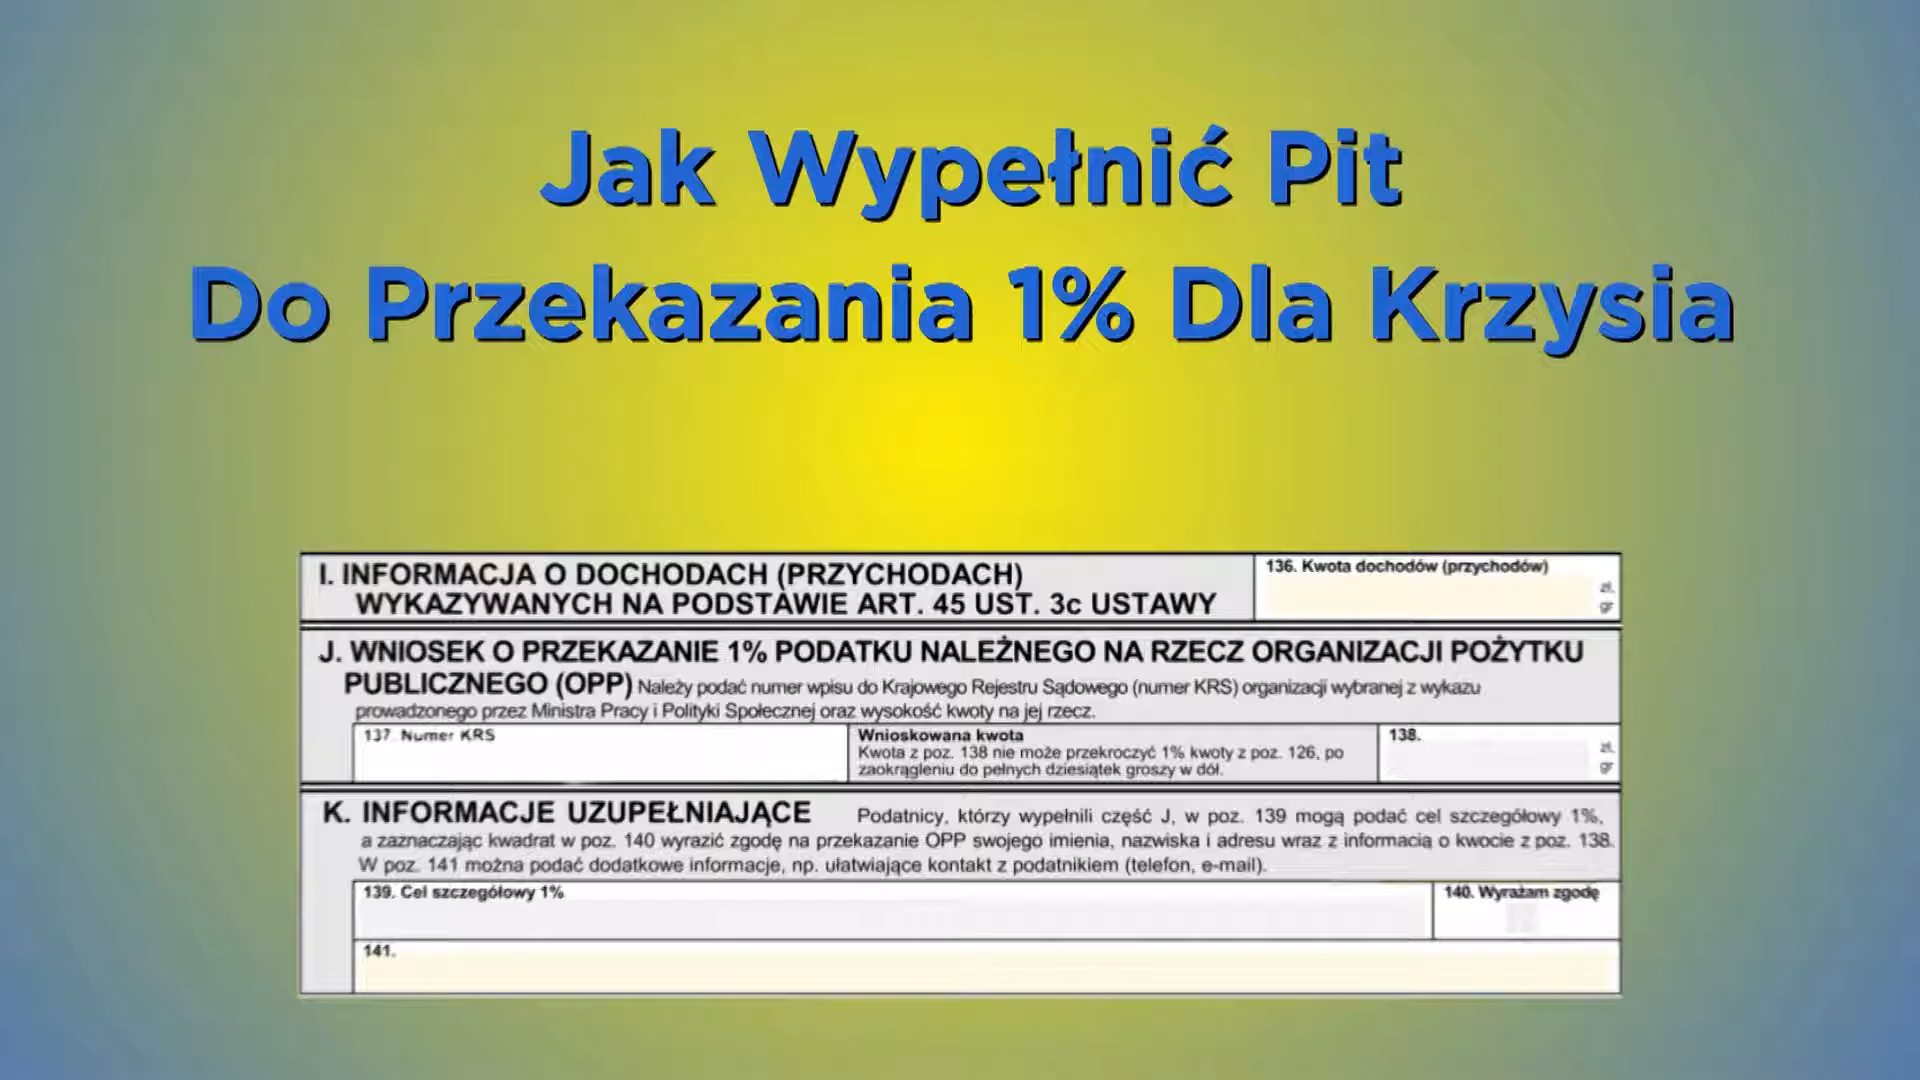 Jak Wypełnić Pit
Do Przekazania 1% Dla Krzysia
I. INFORMACJA O DOCHODACH (PRZYCHODACH)
WYKAZYWANYCH NA PODSTAWIE ART. 45 UST. 3c USTAWY
136. Kwota dochodów (przychodów)
zł,
gr
J. WNIOSEK O PRZEKAZANIE 1% PODATKU NALEŻNEGO NA RZECZ ORGANIZACJI POŻYTKU
PUBLICZNEGO (OPP) Należy podać numer wpisu do Krajowego Rejestru Sądowego (numer KRS) organizacji wybranej z wykazu
prowadzonego przez Ministra Pracy i Polityki Społecznej oraz wysokość kwoty na jej rzecz.
137. Numer KRS
Wnioskowana kwota
Kwota z poz. 138 nie może przekroczyć 1% kwoty z poz. 126, po
zaokrągleniu do pełnych dziesiątek groszy w dół.
138.
zł,
gr
K. INFORMACJE UZUPEŁNIAJĄCE Podatnicy, którzy wypełnili część J, w poz. 139 mogą podać cel szczegółowy 1%,
a zaznaczając kwadrat w poz. 140 wyrazić zgodę na przekazanie OPP swojego imienia, nazwiska i adresu wraz z informacją o kwocie z poz. 138.
W poz. 141 można podać dodatkowe informacje, np. ułatwiające kontakt z podatnikiem (telefon, e-mail).
139. Cel szczegółowy 1%
140. Wyrażam zgodę
141.